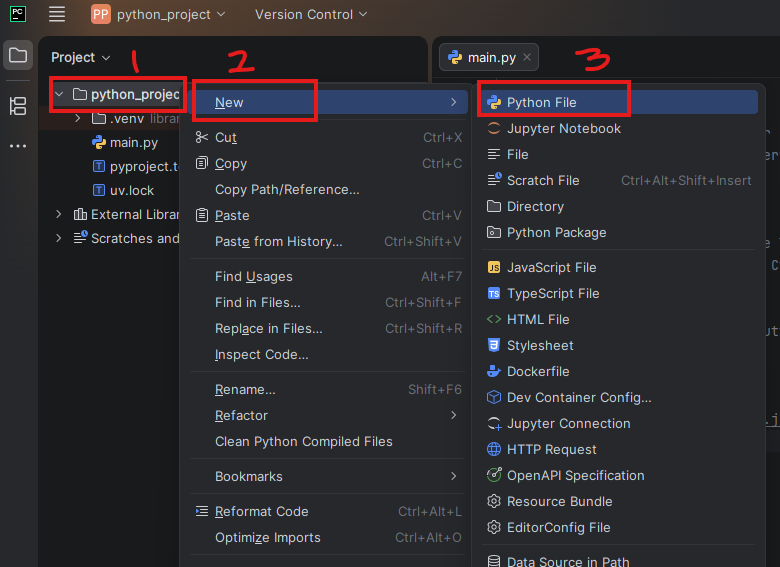 PC
PP python_project
Version Control
1 2 3
Project
main.py
python_projec
.venv librar
main.py
pyproject.t
uv.lock
External Librar
Scratches and
New
Cut Ctrl+X
Copy Ctrl+C
Copy Path/Reference...
Paste Ctrl+V
Paste from History... Ctrl+Shift+V
Find Usages Alt+F7
Find in Files... Ctrl+Shift+F
Replace in Files... Ctrl+Shift+R
Inspect Code...
Rename... Shift+F6
Refactor
Clean Python Compiled Files
Bookmarks
Reformat Code Ctrl+Alt+L
Optimize Imports Ctrl+Alt+O
Python File
Jupyter Notebook
File
Scratch File Ctrl+Alt+Shift+Insert
Directory
Python Package
JS JavaScript File
TS TypeScript File
HTML File
Stylesheet
Dockerfile
Dev Container Config...
Jupyter Connection
HTTP Request
OpenAPI Specification
Resource Bundle
EditorConfig File
Data Source in Path